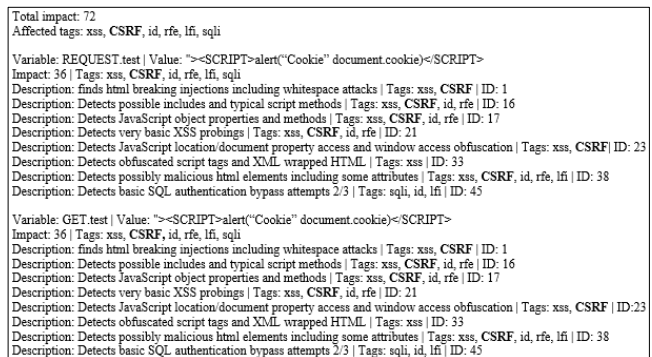 Total impact: 72
Affected tags: xss, CSRF, id, rfe, lfi, sqli
Variable: REQUEST.test | Value: "><SCRIPT>alert(“Cookie” document.cookie)</SCRIPT>
Impact: 36 | Tags: xss, CSRF, id, rfe, lfi, sqli
Description: finds html breaking injections including whitespace attacks | Tags: xss, CSRF | ID: 1
Description: Detects possible includes and typical script methods | Tags: xss, CSRF, id, rfe | ID: 16
Description: Detects JavaScript object properties and methods | Tags: xss, CSRF, id, rfe | ID: 17
Description: Detects very basic XSS probings | Tags: xss, CSRF, id, rfe | ID: 21
Description: Detects JavaScript location/document property access and window access obfuscation | Tags: xss, CSRF| ID: 23
Description: Detects obfuscated script tags and XML wrapped HTML | Tags: xss | ID: 33
Description: Detects possibly malicious html elements including some attributes | Tags: xss, CSRF, id, rfe, lfi | ID: 38
Description: Detects basic SQL authentication bypass attempts 2/3 | Tags: sqli, id, lfi | ID: 45
Variable: GET.test | Value: "><SCRIPT>alert(“Cookie” document.cookie)</SCRIPT>
Impact: 36 | Tags: xss, CSRF, id, rfe, lfi, sqli
Description: finds html breaking injections including whitespace attacks | Tags: xss, CSRF | ID: 1
Description: Detects possible includes and typical script methods | Tags: xss, CSRF, id, rfe | ID: 16
Description: Detects JavaScript object properties and methods | Tags: xss, CSRF, id, rfe | ID: 17
Description: Detects very basic XSS probings | Tags: xss, CSRF, id, rfe | ID: 21
Description: Detects JavaScript location/document property access and window access obfuscation | Tags: xss, CSRF | ID:23
Description: Detects obfuscated script tags and XML wrapped HTML | Tags: xss | ID: 33
Description: Detects possibly malicious html elements including some attributes | Tags: xss, CSRF, id, rfe, lfi | ID: 38
Description: Detects basic SQL authentication bypass attempts 2/3 | Tags: sqli, id, lfi | ID: 45